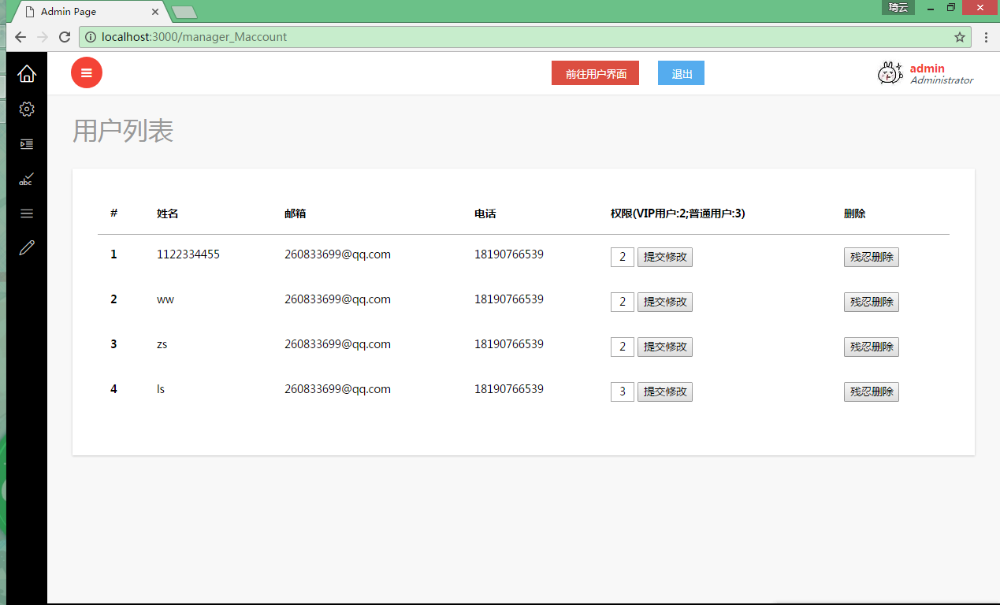 Admin Page
琦云
localhost:3000/manager_Maccount
前往用户界面 退出
admin
Administrator
abc
用户列表
# 姓名 邮箱 电话 权限(VIP用户:2;普通用户:3) 删除
1 1122334455 260833699@qq.com 18190766539 2 提交修改 残忍删除
2 ww 260833699@qq.com 18190766539 2 提交修改 残忍删除
3 zs 260833699@qq.com 18190766539 2 提交修改 残忍删除
4 ls 260833699@qq.com 18190766539 3 提交修改 残忍删除